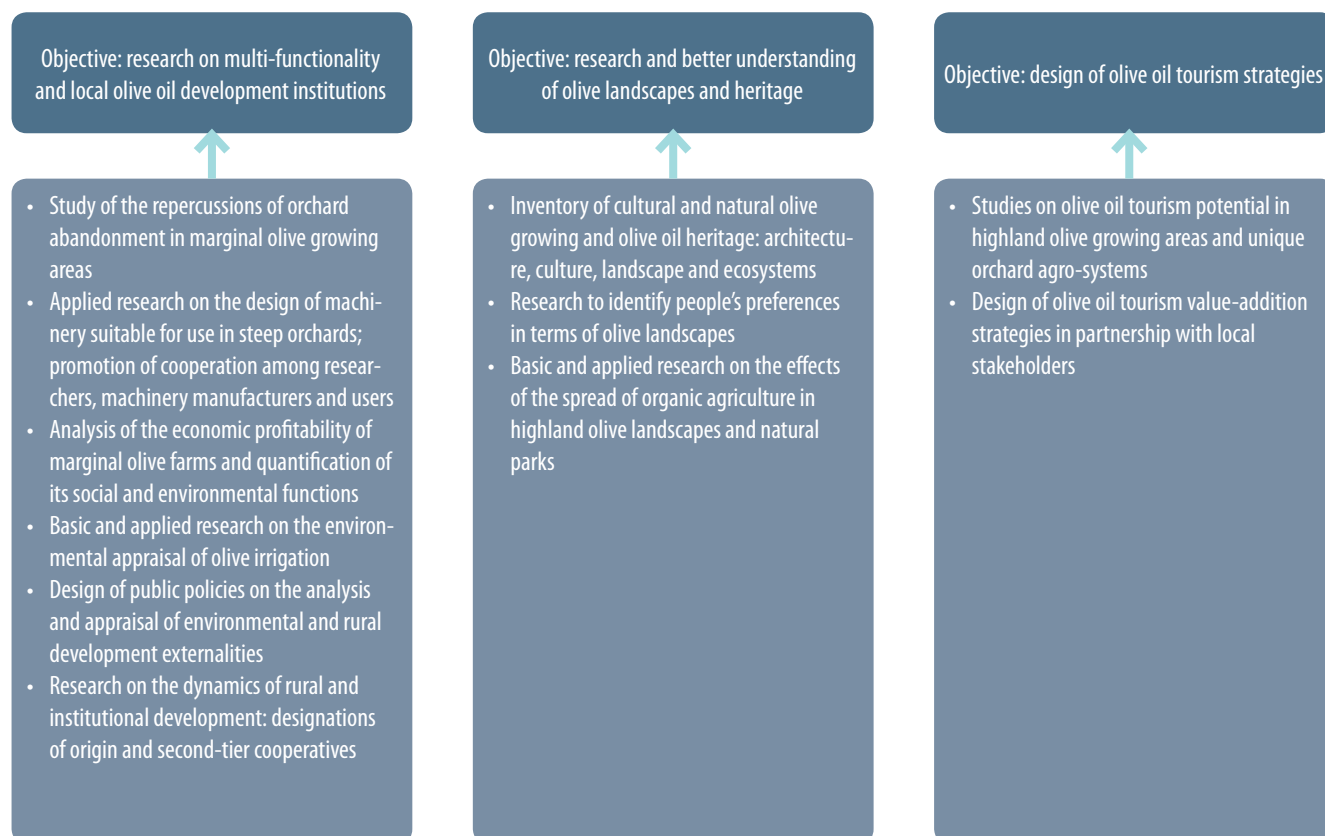 Objective: research on multi-functionality
and local olive oil development institutions
• Study of the repercussions of orchard
abandonment in marginal olive growing
areas
• Applied research on the design of machi-
nery suitable for use in steep orchards;
promotion of cooperation among resear-
chers, machinery manufacturers and users
• Analysis of the economic profitability of
marginal olive farms and quantification of
its social and environmental functions
• Basic and applied research on the environ-
mental appraisal of olive irrigation
• Design of public policies on the analysis
and appraisal of environmental and rural
development externalities
• Research on the dynamics of rural and
institutional development: designations
of origin and second-tier cooperatives
Objective: research and better understanding
of olive landscapes and heritage
• Inventory of cultural and natural olive
growing and olive oil heritage: architectu-
re, culture, landscape and ecosystems
• Research to identify people’s preferences
in terms of olive landscapes
• Basic and applied research on the effects
of the spread of organic agriculture in
highland olive landscapes and natural
parks
Objective: design of olive oil tourism strategies
• Studies on olive oil tourism potential in
highland olive growing areas and unique
orchard agro-systems
• Design of olive oil tourism value-addition
strategies in partnership with local
stakeholders